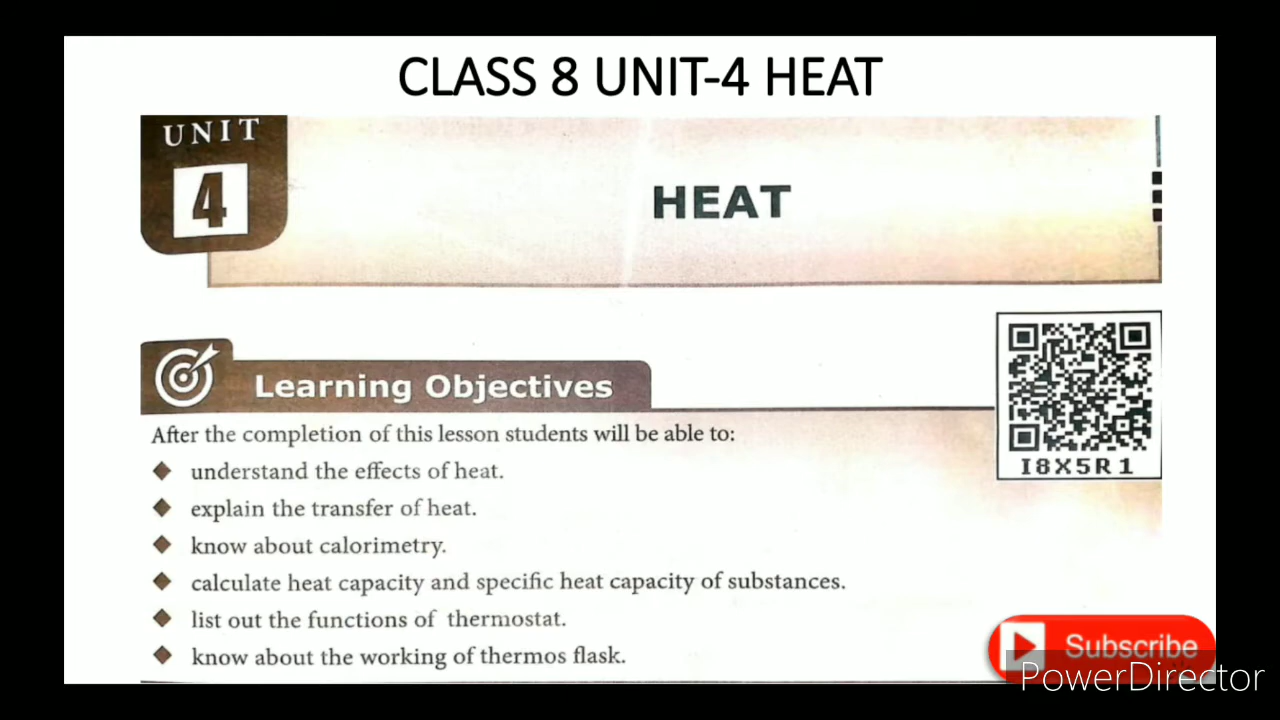 CLASS 8 UNIT-4 HEAT
UNIT
4
HEAT
Learning Objectives
I8X5R1
After the completion of this lesson students will be able to:
understand the effects of heat.
explain the transfer of heat.
know about calorimetry.
calculate heat capacity and specific heat capacity of substances.
list out the functions of thermostat.
know about the working of thermos flask.
Subscribe
PowerDirector